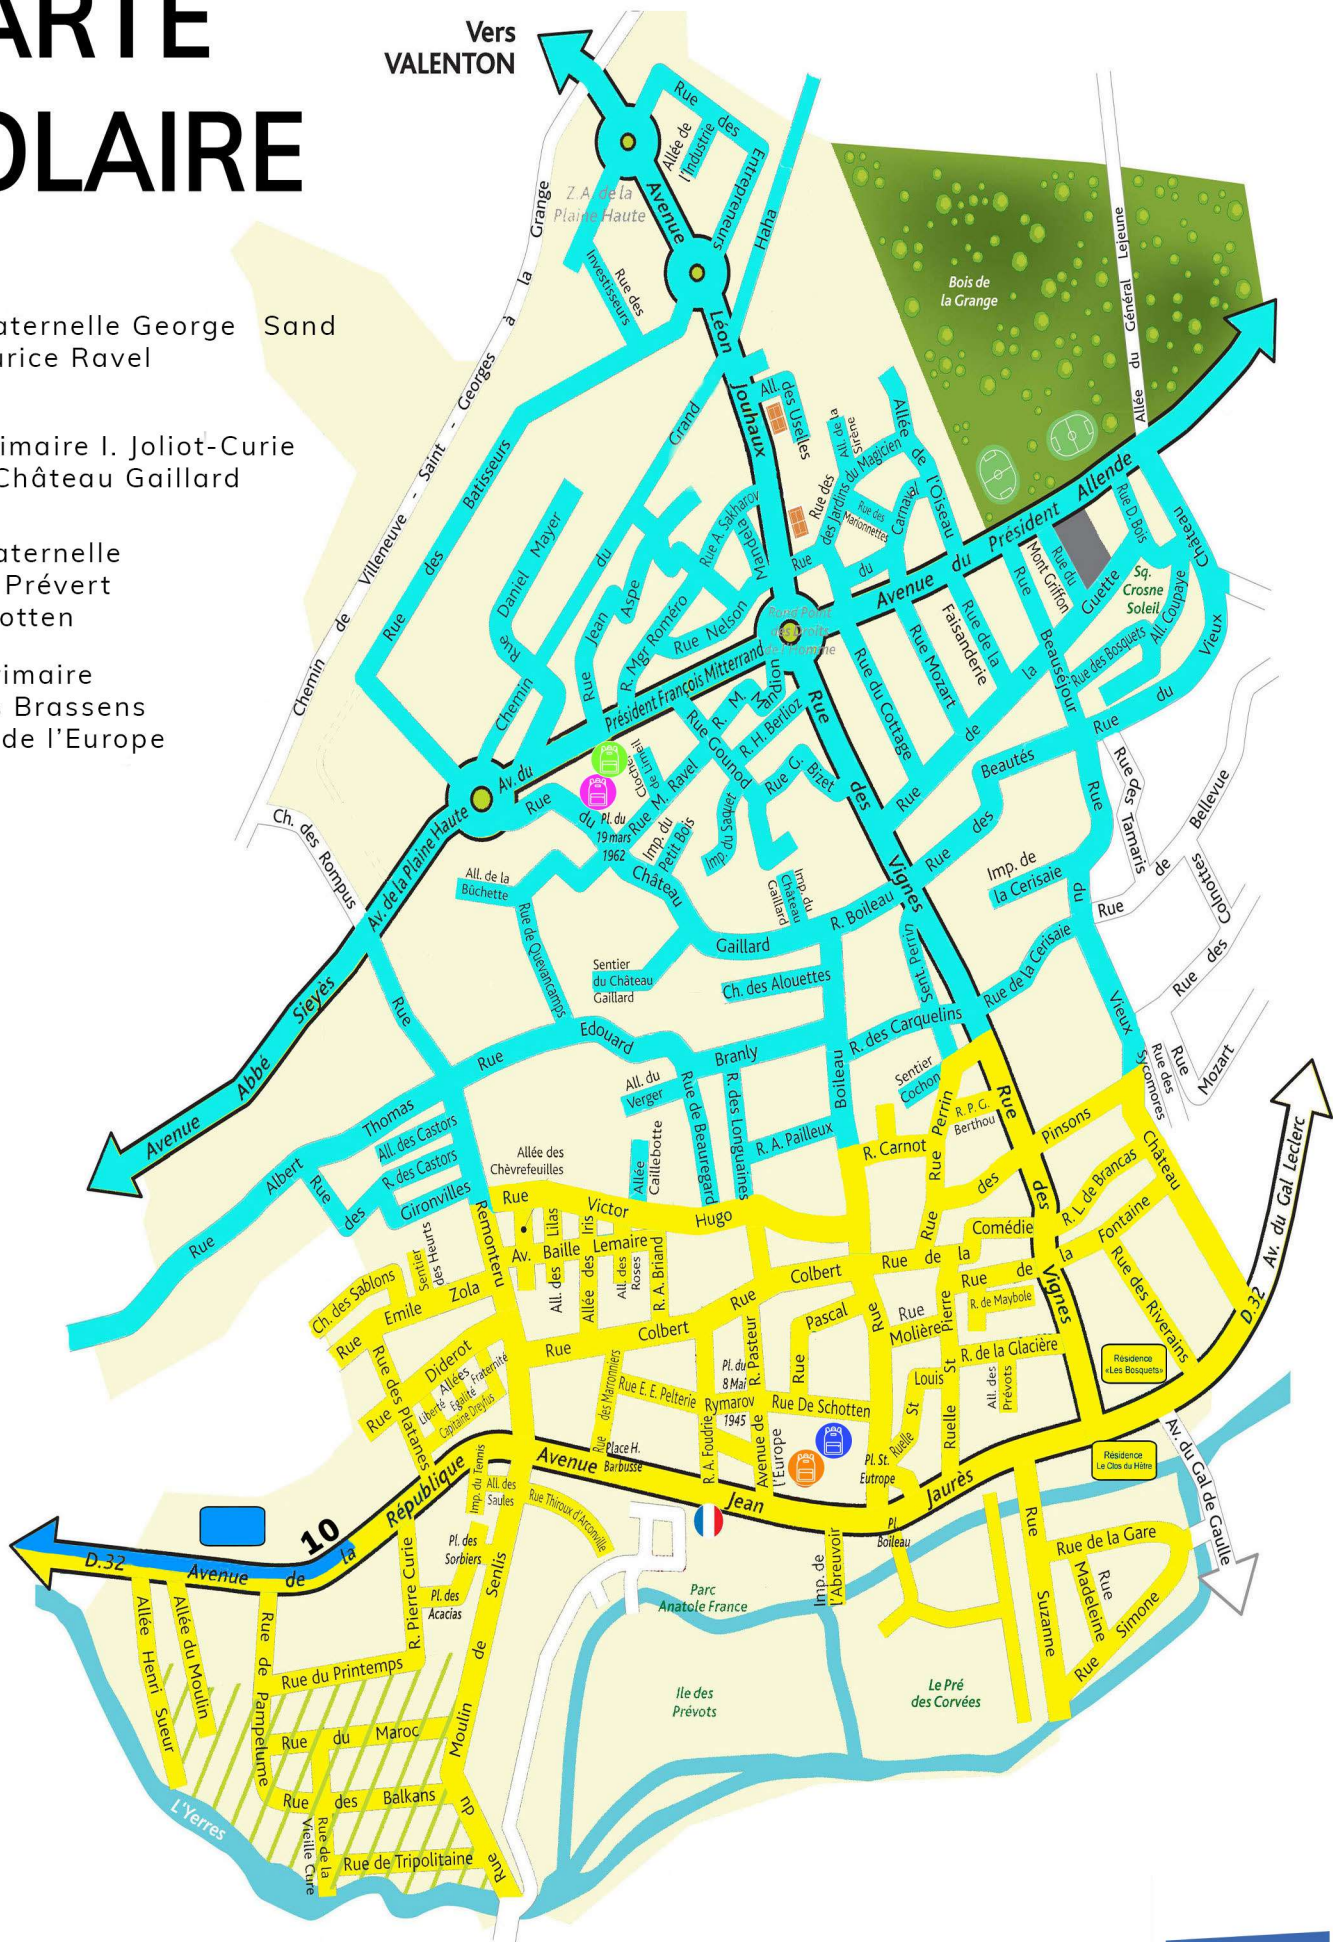 ARTE
OLAIRE
Vers
VALENTON
aternelle George Sand
urice Ravel
imaire I. Joliot-Curie
Château Gaillard
aternelle
Prévert
otten
rimaire
s Brassens
de l'Europe
Rue des Entrepreneurs
Allée de
l'Industrie
Z.A. de la
Plaine Haute
Avenue Léon Jouhaux
Haha
Rue des
Investisseurs
Chemin de Villeneuve - Saint - Georges à la Grange
Bois de
la Grange
Allée du Général Lejeune
All. des Uselles
All. de la
Sirène
Allée de l'Oiseau
Rue des Jardins du Magicien
Rue des
Marionnettes
Rue du Carnaval
Rue des Batisseurs
Rue Daniel Mayer
Chemin du Grand
Rue Jean Aspe
R. Mgr Roméro
Rue A. Sakharov
Rue Nelson Mandela
Rond Point
des Droits
de l'Homme
Avenue du Président Allende
Rue D. Bois
Château
Rue du
Mont Griffon
Sq.
Crosne
Soleil
All. Coupaye
Rue des Bosquets
Rue de la Guette
Rue Beauséjour
Rue de la
Faisanderie
Rue Mozart
Rue du Cottage
Av. du Président François Mitterrand
R. M. Mandoin
R. H. Berlioz
Rue Gounod
Rue G. Bizet
Clocher
de Limeil
Rue M. Ravel
Pl. du
19 mars
1962
Imp. du
Petit Bois
Imp. du Saquet
Imp. du
Château
Gaillard
Rue du Château Gaillard
Av. de la Plaine Haute
Ch. des Rompus
All. de la
Bûchette
Rue de Quevancamps
Sentier
du Château
Gaillard
Ch. des Alouettes
R. Boileau
Rue des Vignes
Rue des Beautés
Rue du Vieux
Rue des Tamaris
Rue de Bellevue
Rue des Colnottes
Imp. de
la Cerisaie
Rue de la Cerisaie
Rue du Vieux Château
Sent. Perrin
R. des Carquelins
Sentier
Cochon
Rue des
Sycomores
Rue Mozart
Avenue Abbé Sieyès
Rue
Rue Edouard Branly
All. du
Verger
Rue de Beauregard
R. des Longuaines
Boileau
R. A. Pailleux
Allée
Caillebotte
Rue Albert Thomas
All. des Castors
R. des Castors
Rue des Gironvilles
Allée des
Chèvrefeuilles
Rue Victor Hugo
R. Carnot
Rue Perrin
R. P. G.
Berthou
Rue des Pinsons
Rue des Vignes
R. L. de Brancas
Rue de la Comédie
Rue de la Fontaine
Rue des Riverains
Av. du Gal Leclerc
D.32
Remonteru
Sentier
des Heurts
Ch. des Sablons
Rue Emile Zola
Av. Baille Lemaire
All. des Lilas
Allée des Iris
All. des
Roses
R. A. Briand
Rue Colbert
Rue Colbert
Rue Diderot
Allées
Liberté
Egalité
Fraternité
Capitaine Dreyfus
Rue des Platanes
Rue des Marronniers
Rue E. E. Pelterie
Rymarov
Pl. du
8 Mai
1945
R. Pasteur
Rue Pascal
Rue De Schotten
Rue Molière
R. de Maybole
R. de la Glacière
All. des
Prévots
Ruelle St Louis
Ruelle St Pierre
Pl. St.
Eutrope
R. A. Foudrie
Avenue de
l'Europe
Place H.
Barbusse
Avenue Jean Jaurès
Résidence
«Les Bosquets»
Résidence
Le Clos du Hêtre
Av. du Gal de Gaulle
10
D.32
Avenue de la République
Imp. du Tennis
All. des
Saules
Rue Thiroux d'Arconville
Pl. des
Sorbiers
Pl. des
Acacias
R. Pierre Curie
Rue du Moulin de Senlis
Allée Henri Sueur
Allée du Moulin
Rue de Pampelume
Rue du Printemps
Rue du Maroc
Rue des Balkans
Rue de la
Vieille Cure
Rue de Tripolitaine
L'Yerres
Parc
Anatole France
Ile des
Prévots
Imp. de
l'Abreuvoir
Pl.
Boileau
Le Pré
des Corvées
Rue Suzanne
Rue de la Gare
Rue
Madeleine
Rue Simone